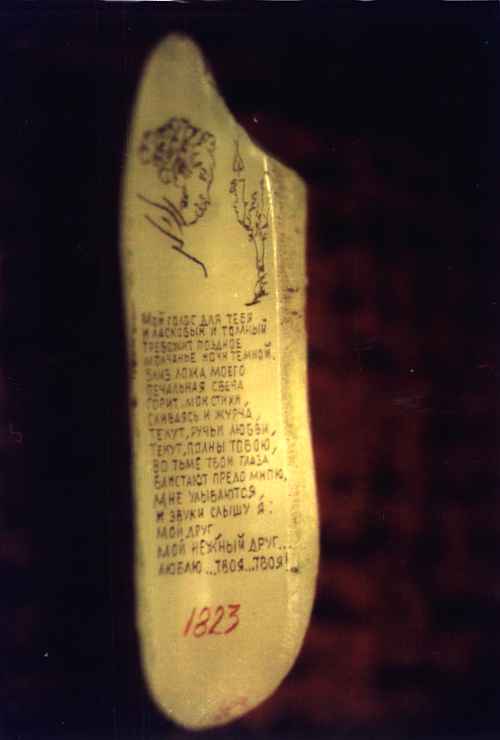 МОЙ ГОЛОС ДЛЯ ТЕБЯ
И ЛАСКОВЫЙ И ТОМНЫЙ
ТРЕВОЖИТ ПОЗДНОЕ
МОЛЧАНЬЕ НОЧИ ТЕМНОЙ.
БЛИЗ ЛОЖА МОЕГО
ПЕЧАЛЬНАЯ СВЕЧА
ГОРИТ, МОИ СТИХИ,
СЛИВАЯСЬ И ЖУРЧА,
ТЕКУТ, РУЧЬИ ЛЮБВИ,
ТЕКУТ, ПОЛНЫ ТОБОЮ,
ВО ТЬМЕ ТВОИ ГЛАЗА
БЛИСТАЮТ ПРЕДО МНОЮ,
МНЕ УЛЫБАЮТСЯ,
И ЗВУКИ СЛЫШУ Я:
МОЙ ДРУГ
МОЙ НЕЖНЫЙ ДРУГ...
ЛЮБЛЮ...ТВОЯ...ТВОЯ!
1823